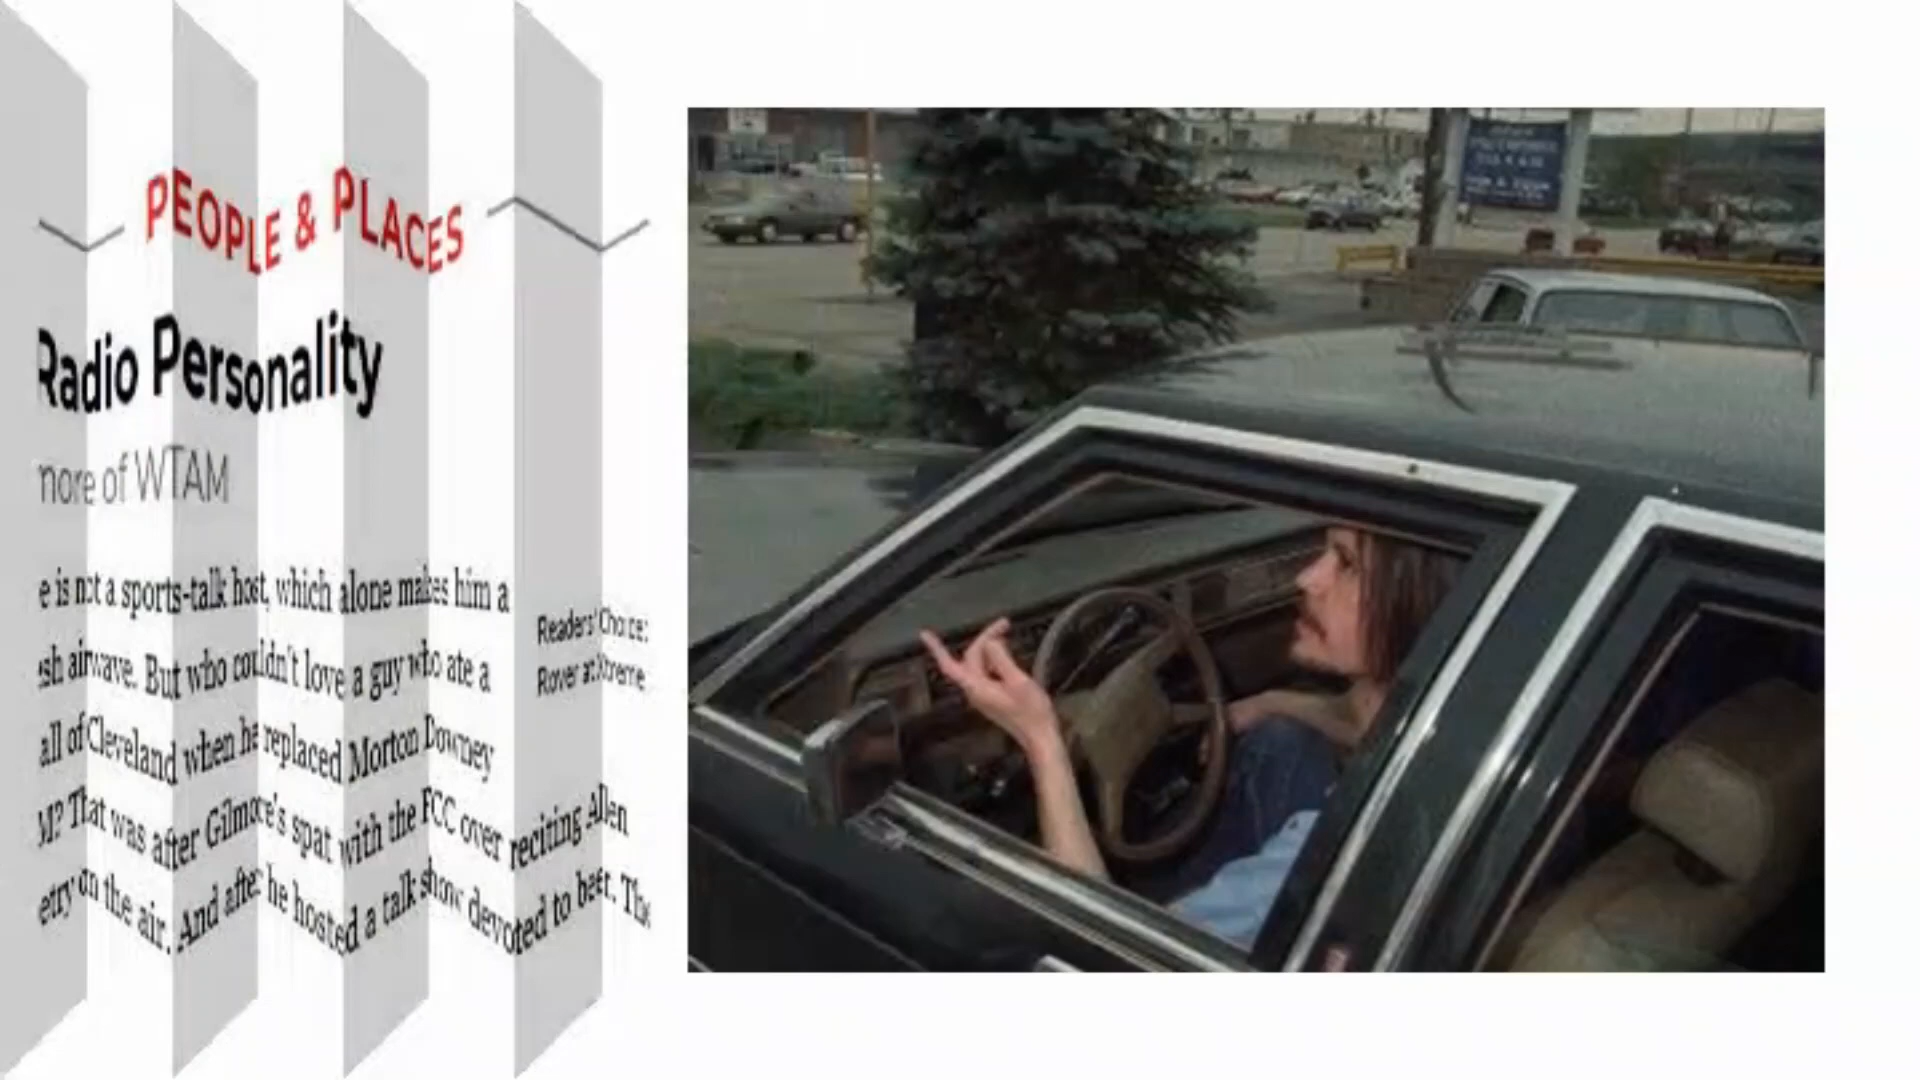 PEOPLE & PLACES
Radio Personality
more of WTAM
e is not a sports-talk host, which alone makes him a
sh airwave. But who couldn't love a guy who ate a
all of Cleveland when he replaced Morton Downey
M? That was after Gilmore's spat with the FCC over reciting Allen
etry on the air. And after he hosted a talk show devoted to beer. The
Readers' Choice:
Rover at Xtreme